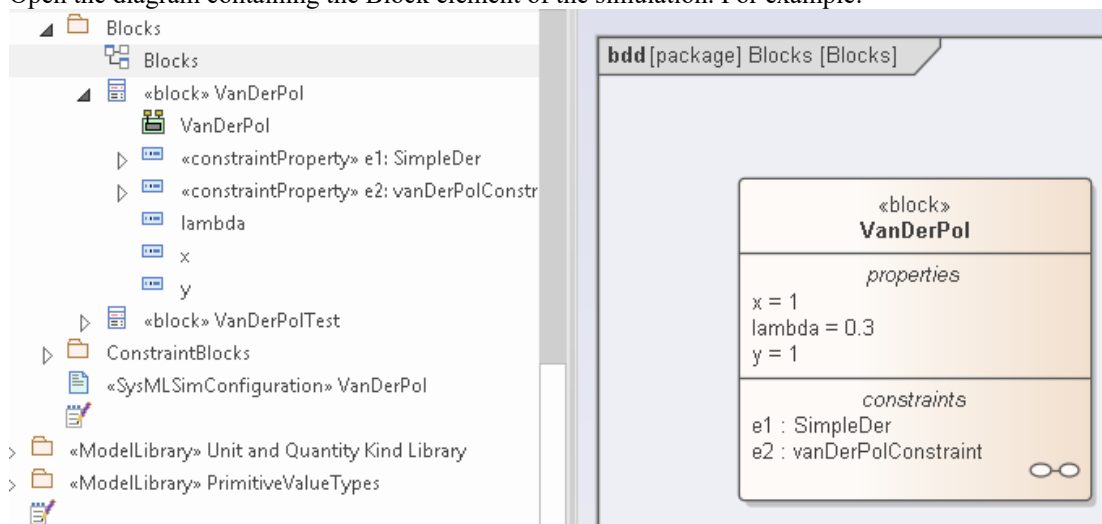 Open the diagram containing the Block element of the simulation. For example:
Blocks
Blocks
«block» VanDerPol
VanDerPol
«constraintProperty» e1: SimpleDer
«constraintProperty» e2: vanDerPolConstr
lambda
x
y
«block» VanDerPolTest
ConstraintBlocks
«SysMLSimConfiguration» VanDerPol
«ModelLibrary» Unit and Quantity Kind Library
«ModelLibrary» PrimitiveValueTypes
bdd [package] Blocks [Blocks]
«block»
VanDerPol
properties
x = 1
lambda = 0.3
y = 1
constraints
e1 : SimpleDer
e2 : vanDerPolConstraint